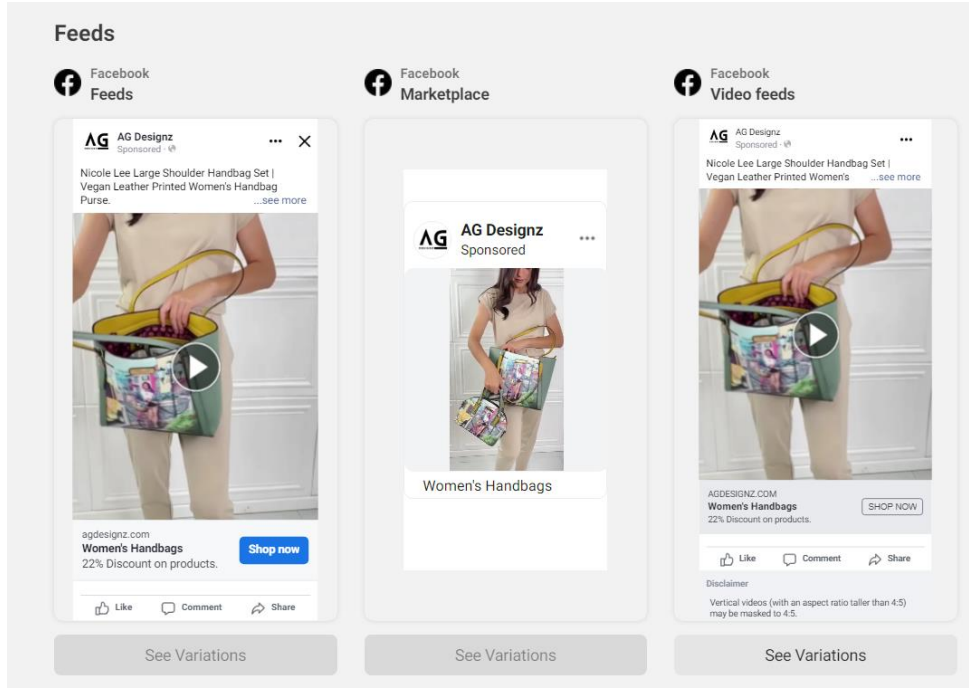 Feeds
Facebook
Feeds
AG AG Designz
Sponsored ·
Nicole Lee Large Shoulder Handbag Set |
Vegan Leather Printed Women's Handbag
Purse. ...see more
agdesignz.com
Women's Handbags
22% Discount on products.
Shop now
Like Comment Share
See Variations
Facebook
Marketplace
AG AG Designz
Sponsored
Women's Handbags
See Variations
Facebook
Video feeds
AG AG Designz
Sponsored ·
Nicole Lee Large Shoulder Handbag Set |
Vegan Leather Printed Women's ...see more
AGDESIGNZ.COM
Women's Handbags
22% Discount on products.
SHOP NOW
Like Comment Share
Disclaimer
Vertical videos (with an aspect ratio taller than 4:5)
may be masked to 4:5.
See Variations